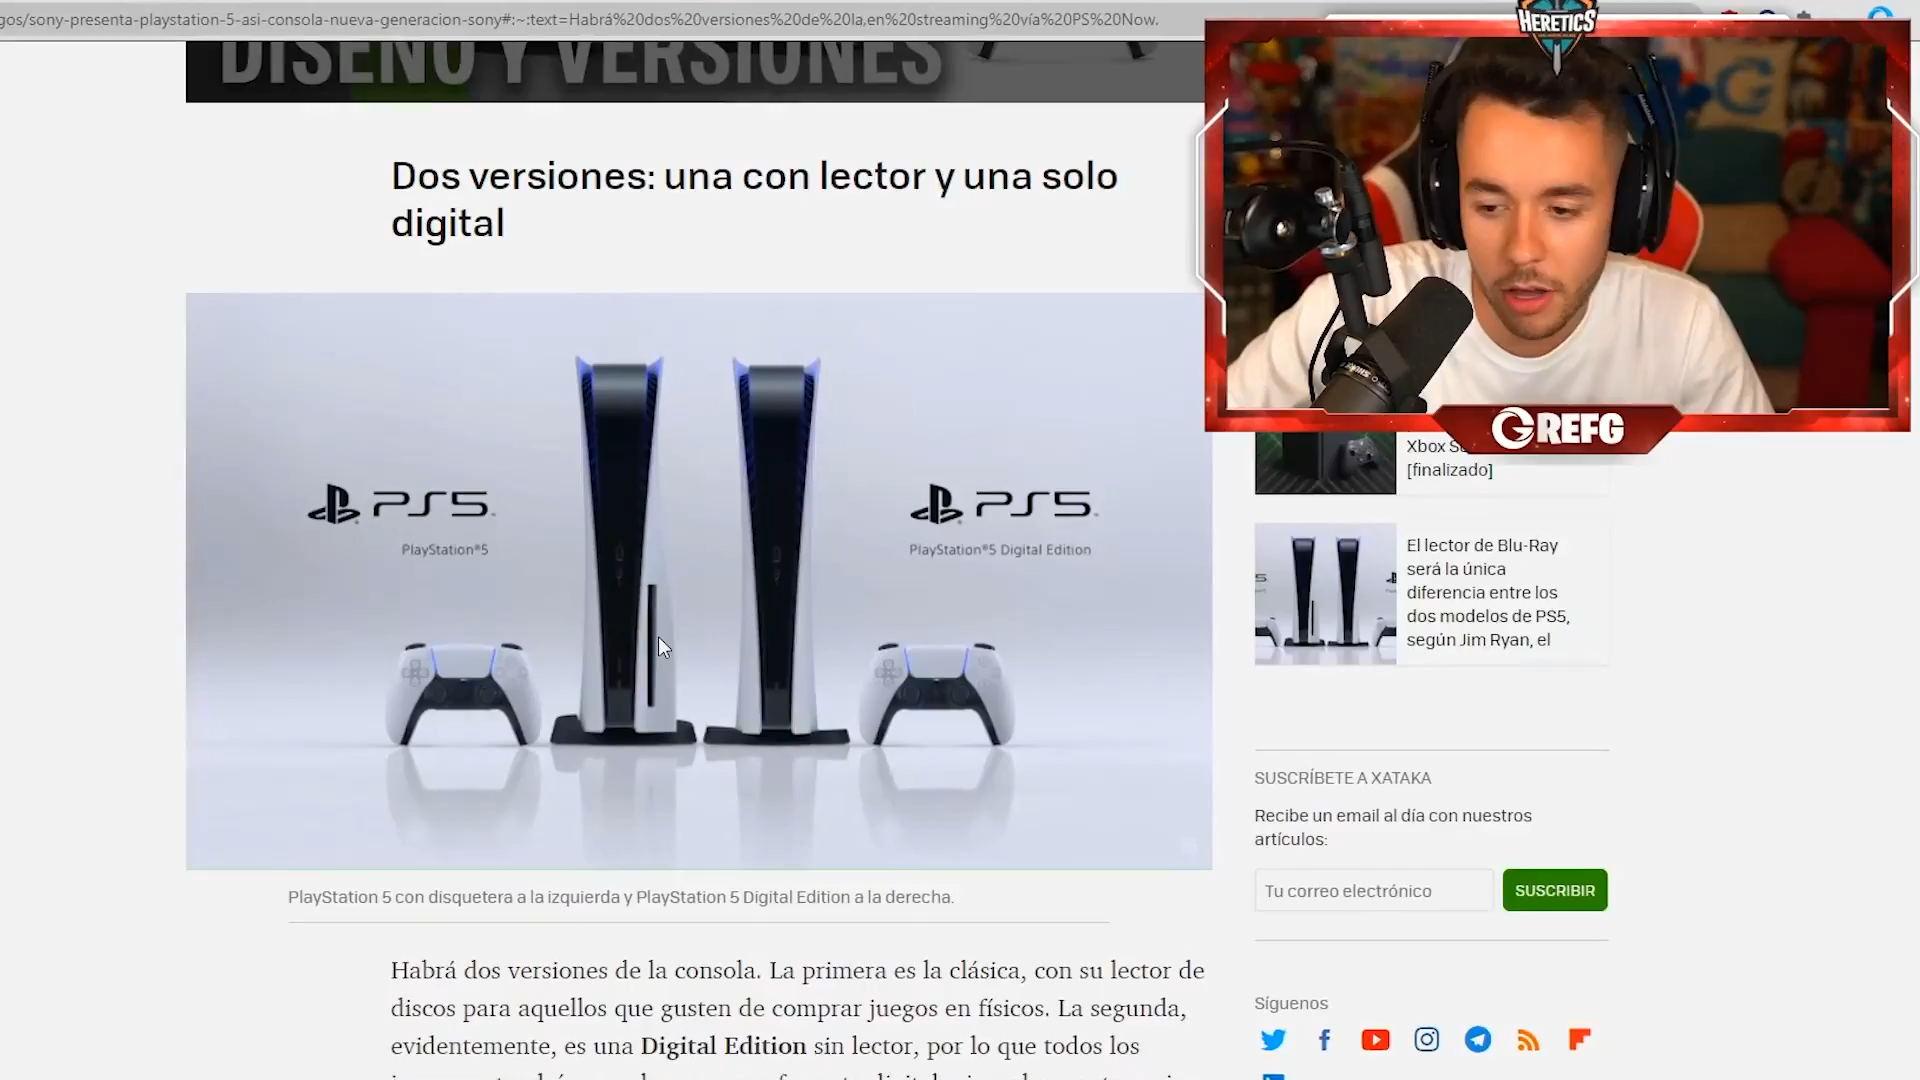 gos/sony-presenta-playstation-5-asi-consola-nueva-generacion-sony#:~:text=Habrá%20dos%20versiones%20de%20la,en%20streaming%20vía%20PS%20Now.
HERETICS
DISEÑO Y VERSIONES
Dos versiones: una con lector y una solo
digital
GREFG
Xbox
[finalizado]
PS5
PlayStation®5
PS5
PlayStation®5 Digital Edition
El lector de Blu-Ray
será la única
diferencia entre los
dos modelos de PS5,
según Jim Ryan, el
SUSCRÍBETE A XATAKA
Recibe un email al día con nuestros
artículos:
Tu correo electrónico
SUSCRIBIR
PlayStation 5 con disquetera a la izquierda y PlayStation 5 Digital Edition a la derecha.
Habrá dos versiones de la consola. La primera es la clásica, con su lector de
discos para aquellos que gusten de comprar juegos en físicos. La segunda,
evidentemente, es una Digital Edition sin lector, por lo que todos los
Síguenos